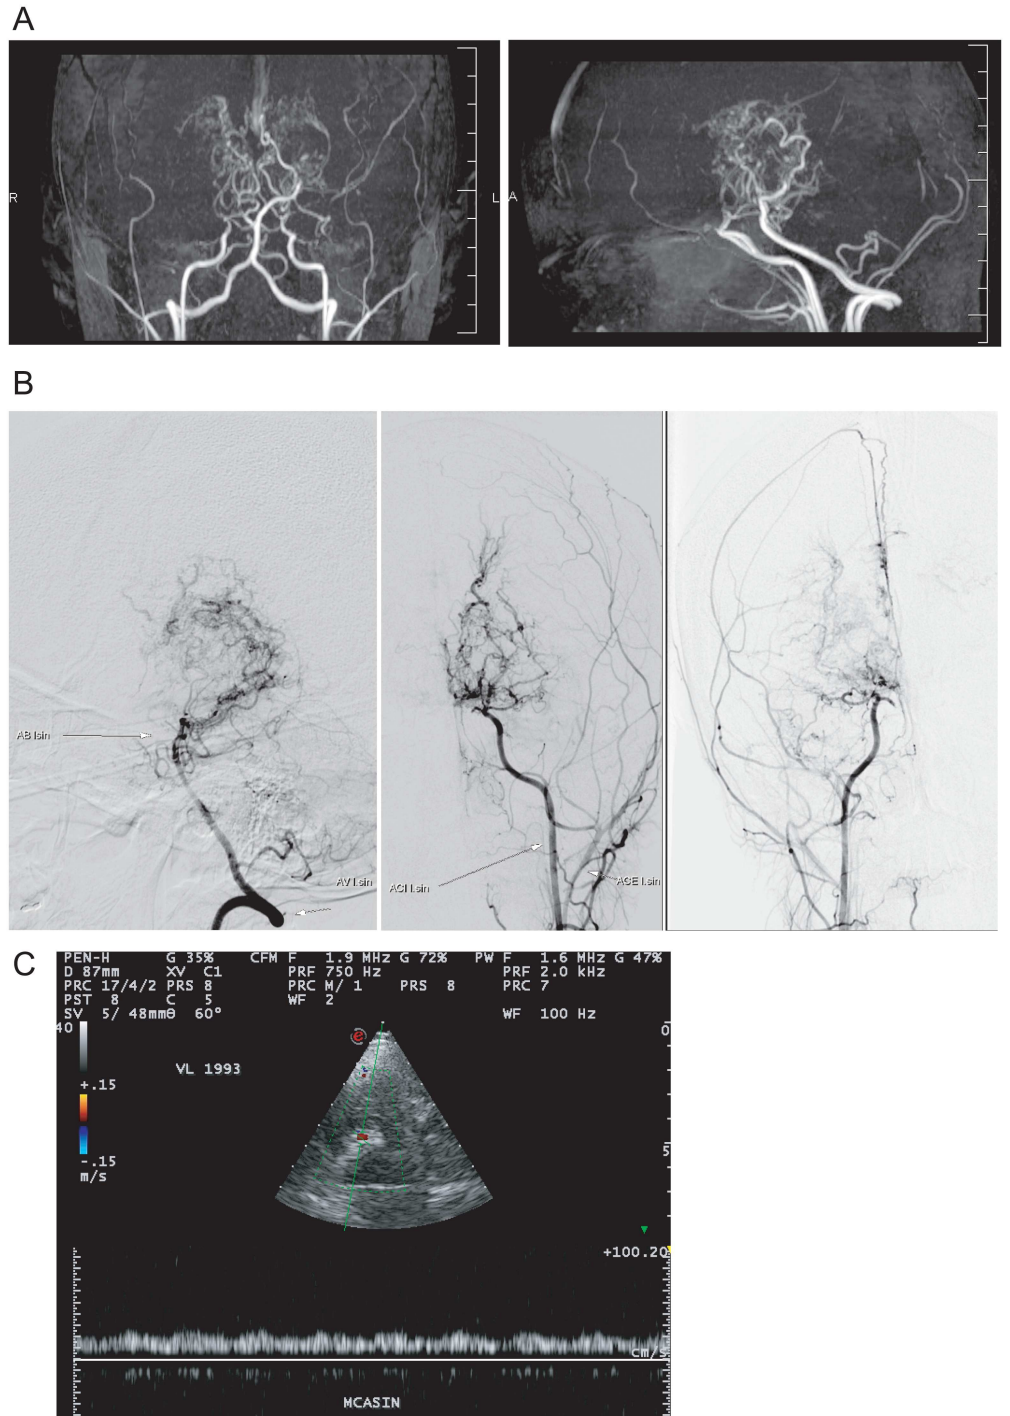 A
R
L
A
B
AB lsin
AV l.sin
ACI l.sin
ACE l.sin
C
PEN-H G 35% CFM F 1.9 MHz G 72% PW F 1.6 MHz G 47%
D 87mm XV C1 PRF 750 Hz PRF 2.0 kHz
PRC 17/4/2 PRS 8 PRC M/ 1 PRS 8 PRC 7
PST 8 C 5 WF 2
SV 5/ 48mmθ 60° WF 100 Hz
40
0
VL 1993
+.15
5
-.15
m/s
+100.20
cm/s
MCASIN